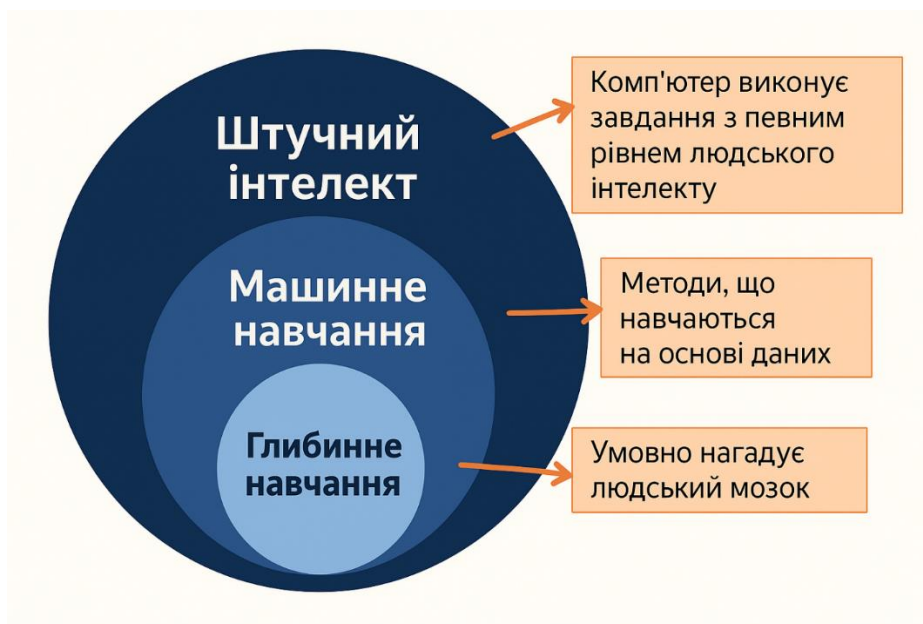 Штучний
інтелект
Комп'ютер виконує
завдання з певним
рівнем людського
інтелекту
Машинне
навчання
Методи, що
навчаються
на основі даних
Глибинне
навчання
Умовно нагадує
людський мозок